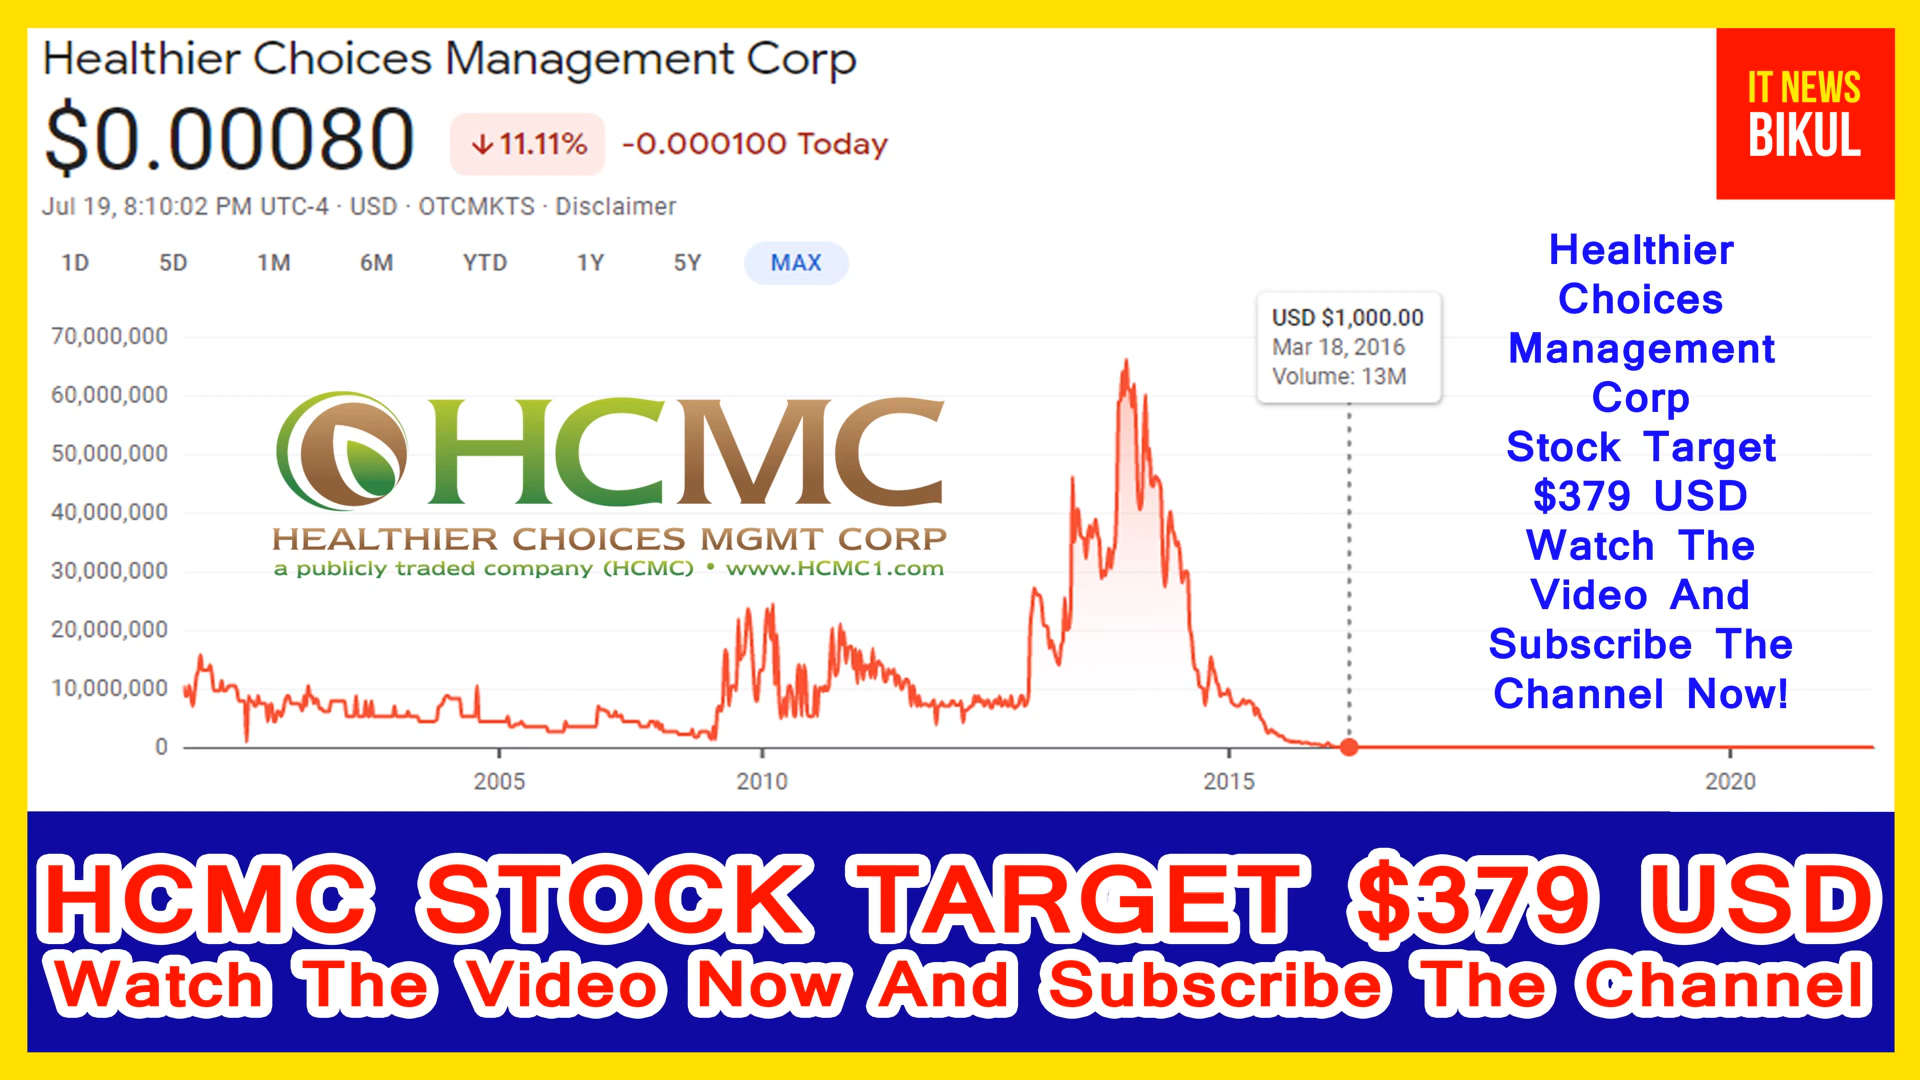 Healthier Choices Management Corp
$0.00080 ↓11.11% -0.000100 Today
Jul 19, 8:10:02 PM UTC-4 · USD · OTCMKTS · Disclaimer
1D 5D 1M 6M YTD 1Y 5Y MAX
IT NEWS
BIKUL
USD $1,000.00
Mar 18, 2016
Volume: 13M
70,000,000
60,000,000
50,000,000
40,000,000
30,000,000
20,000,000
10,000,000
0
2005 2010 2015 2020
HCMC
HEALTHIER CHOICES MGMT CORP
a publicly traded company (HCMC) • www.HCMC1.com
Healthier
Choices
Management
Corp
Stock Target
$379 USD
Watch The
Video And
Subscribe The
Channel Now!
HCMC STOCK TARGET $379 USD
Watch The Video Now And Subscribe The Channel